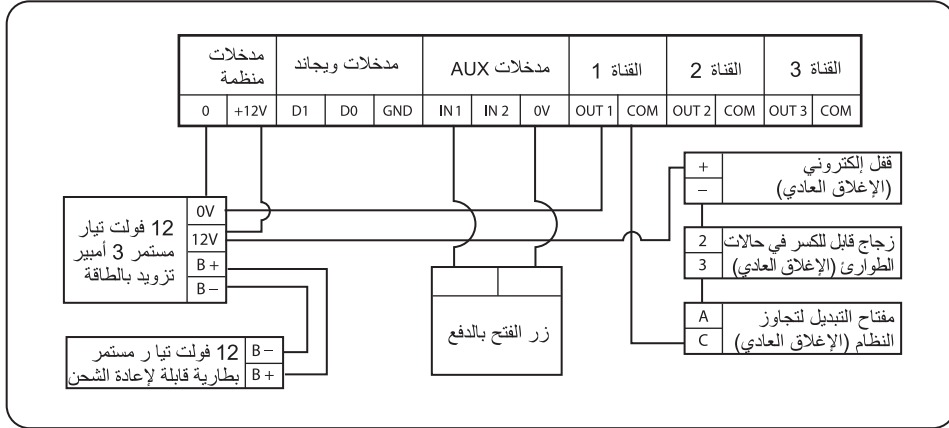 مدخلات
منظمة
مدخلات ويجاند
مدخلات AUX
القناة 1
القناة 2
القناة 3
0
+12V
D1
D0
GND
IN 1
IN 2
0V
OUT 1
COM
OUT 2
COM
OUT 3
COM
12 فولت تيار
مستمر 3 أمبير
تزويد بالطاقة
0V
12V
B +
B –
12 فولت تيا ر مستمر
بطارية قابلة لإعادة الشحن
B –
B +
زر الفتح بالدفع
+
–
قفل إلكتروني
(الإغلاق العادي)
2
3
زجاج قابل للكسر في حالات
الطوارئ (الإغلاق العادي)
A
C
مفتاح التبديل لتجاوز
النظام (الإغلاق العادي)